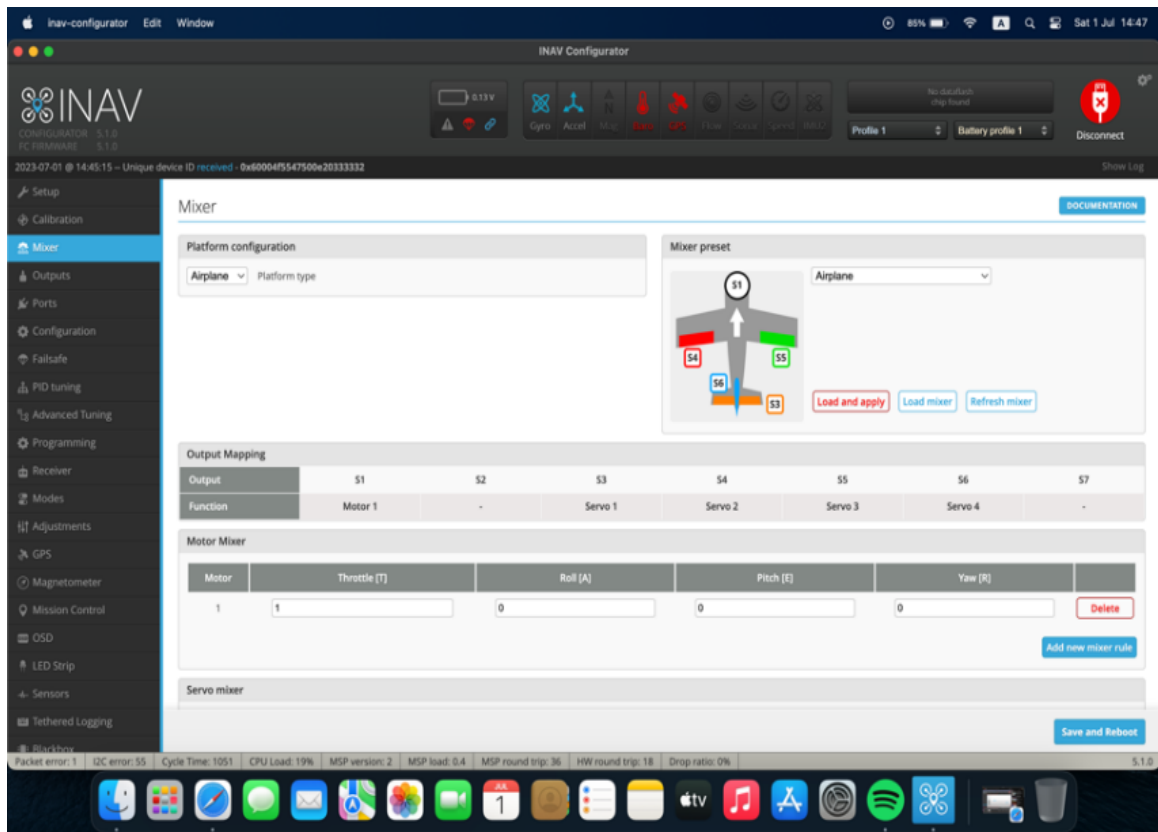 inav-configurator Edit Window 85% A Sat 1 Jul 14:47
INAV Configurator
INAV
CONFIGURATOR 5.1.0
FC FIRMWARE 5.1.0
0.13 V
Gyro Accel Mag Baro GPS Flow Sonar Speed IMU2
No dataflash
chip found
Profile 1 Battery profile 1
Disconnect
2023-07-01 @ 14:45:15 – Unique device ID received - 0x60004f5547500e20333332 Show Log
Setup
Calibration
Mixer
Outputs
Ports
Configuration
Failsafe
PID tuning
Advanced Tuning
Programming
Receiver
Modes
Adjustments
GPS
Magnetometer
Mission Control
OSD
LED Strip
Sensors
Tethered Logging
Blackbox
Mixer DOCUMENTATION
Platform configuration
Airplane Platform type
Mixer preset
Airplane
S1
S4 S5
S6
S3
Load and apply Load mixer Refresh mixer
Output Mapping
Output S1 S2 S3 S4 S5 S6 S7
Function Motor 1 - Servo 1 Servo 2 Servo 3 Servo 4 -
Motor Mixer
Motor Throttle [T] Roll [A] Pitch [E] Yaw [R]
1 1 0 0 0 Delete
Add new mixer rule
Servo mixer
Save and Reboot
Packet error: 1 I2C error: 55 Cycle Time: 1051 CPU Load: 19% MSP version: 2 MSP load: 0.4 MSP round trip: 36 HW round trip: 18 Drop ratio: 0% 5.1.0
JUL
1
tv